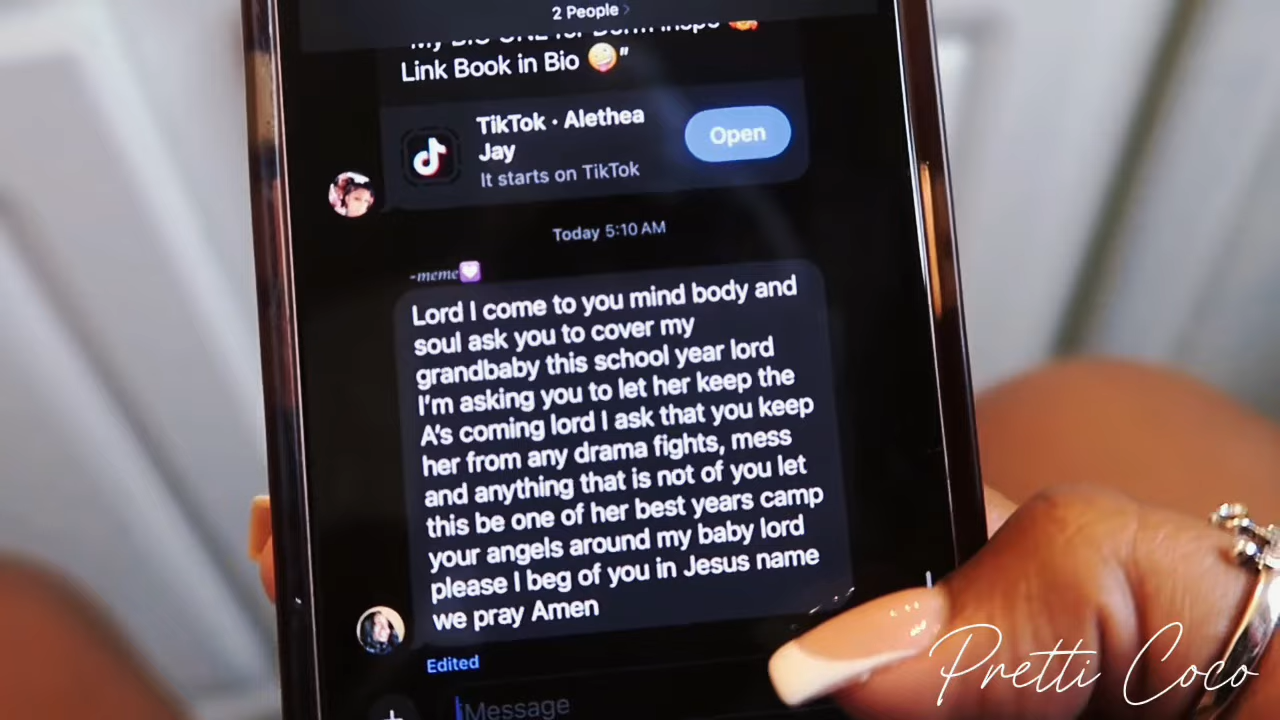 2 People
Link Book in Bio 🤪”
TikTok · Alethea
Jay
It starts on TikTok
Open
Today 5:10 AM
-meme💟
Lord I come to you mind body and
soul ask you to cover my
grandbaby this school year lord
I'm asking you to let her keep the
A's coming lord I ask that you keep
her from any drama fights, mess
and anything that is not of you let
this be one of her best years camp
your angels around my baby lord
please I beg of you in Jesus name
we pray Amen
Edited
iMessage
Pretti Coco